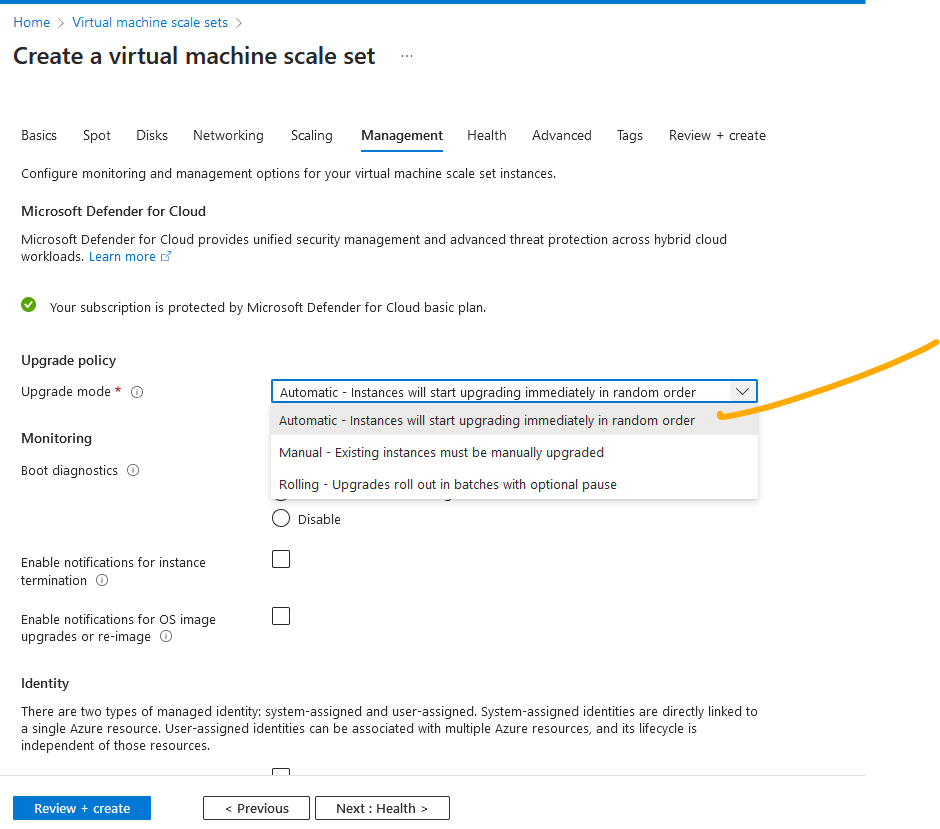 Home > Virtual machine scale sets >
Create a virtual machine scale set ...
Basics Spot Disks Networking Scaling Management Health Advanced Tags Review + create
Configure monitoring and management options for your virtual machine scale set instances.
Microsoft Defender for Cloud
Microsoft Defender for Cloud provides unified security management and advanced threat protection across hybrid cloud
workloads. Learn more
Your subscription is protected by Microsoft Defender for Cloud basic plan.
Upgrade policy
Upgrade mode * Automatic - Instances will start upgrading immediately in random order
Automatic - Instances will start upgrading immediately in random order
Monitoring
Manual - Existing instances must be manually upgraded
Boot diagnostics
Rolling - Upgrades roll out in batches with optional pause
Disable
Enable notifications for instance
termination
Enable notifications for OS image
upgrades or re-image
Identity
There are two types of managed identity: system-assigned and user-assigned. System-assigned identities are directly linked to
a single Azure resource. User-assigned identities can be associated with multiple Azure resources, and its lifecycle is
independent of those resources.
Review + create < Previous Next : Health >